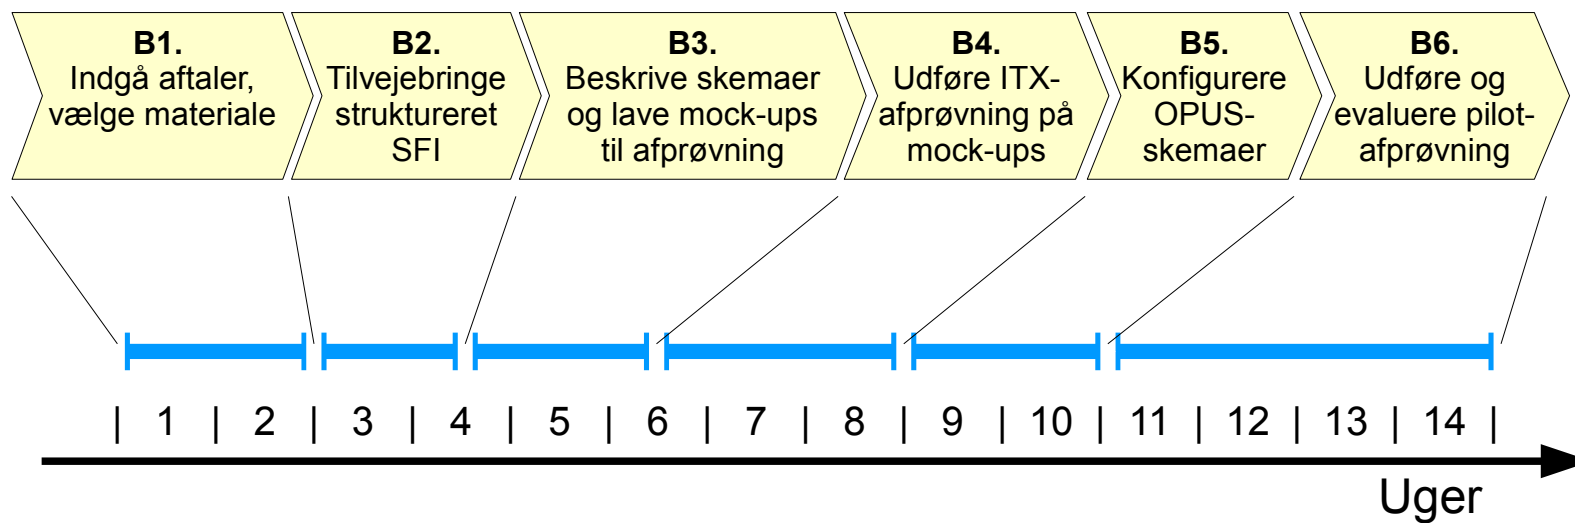 B1.
Indgå aftaler,
vælge materiale
B2.
Tilvejebringe
struktureret
SFI
B3.
Beskrive skemaer
og lave mock-ups
til afprøvning
B4.
Udføre ITX-
afprøvning på
mock-ups
B5.
Konfigurere
OPUS-
skemaer
B6.
Udføre og
evaluere pilot-
afprøvning
| 1 | 2 | 3 | 4 | 5 | 6 | 7 | 8 | 9 | 10 | 11 | 12 | 13 | 14 |
Uger